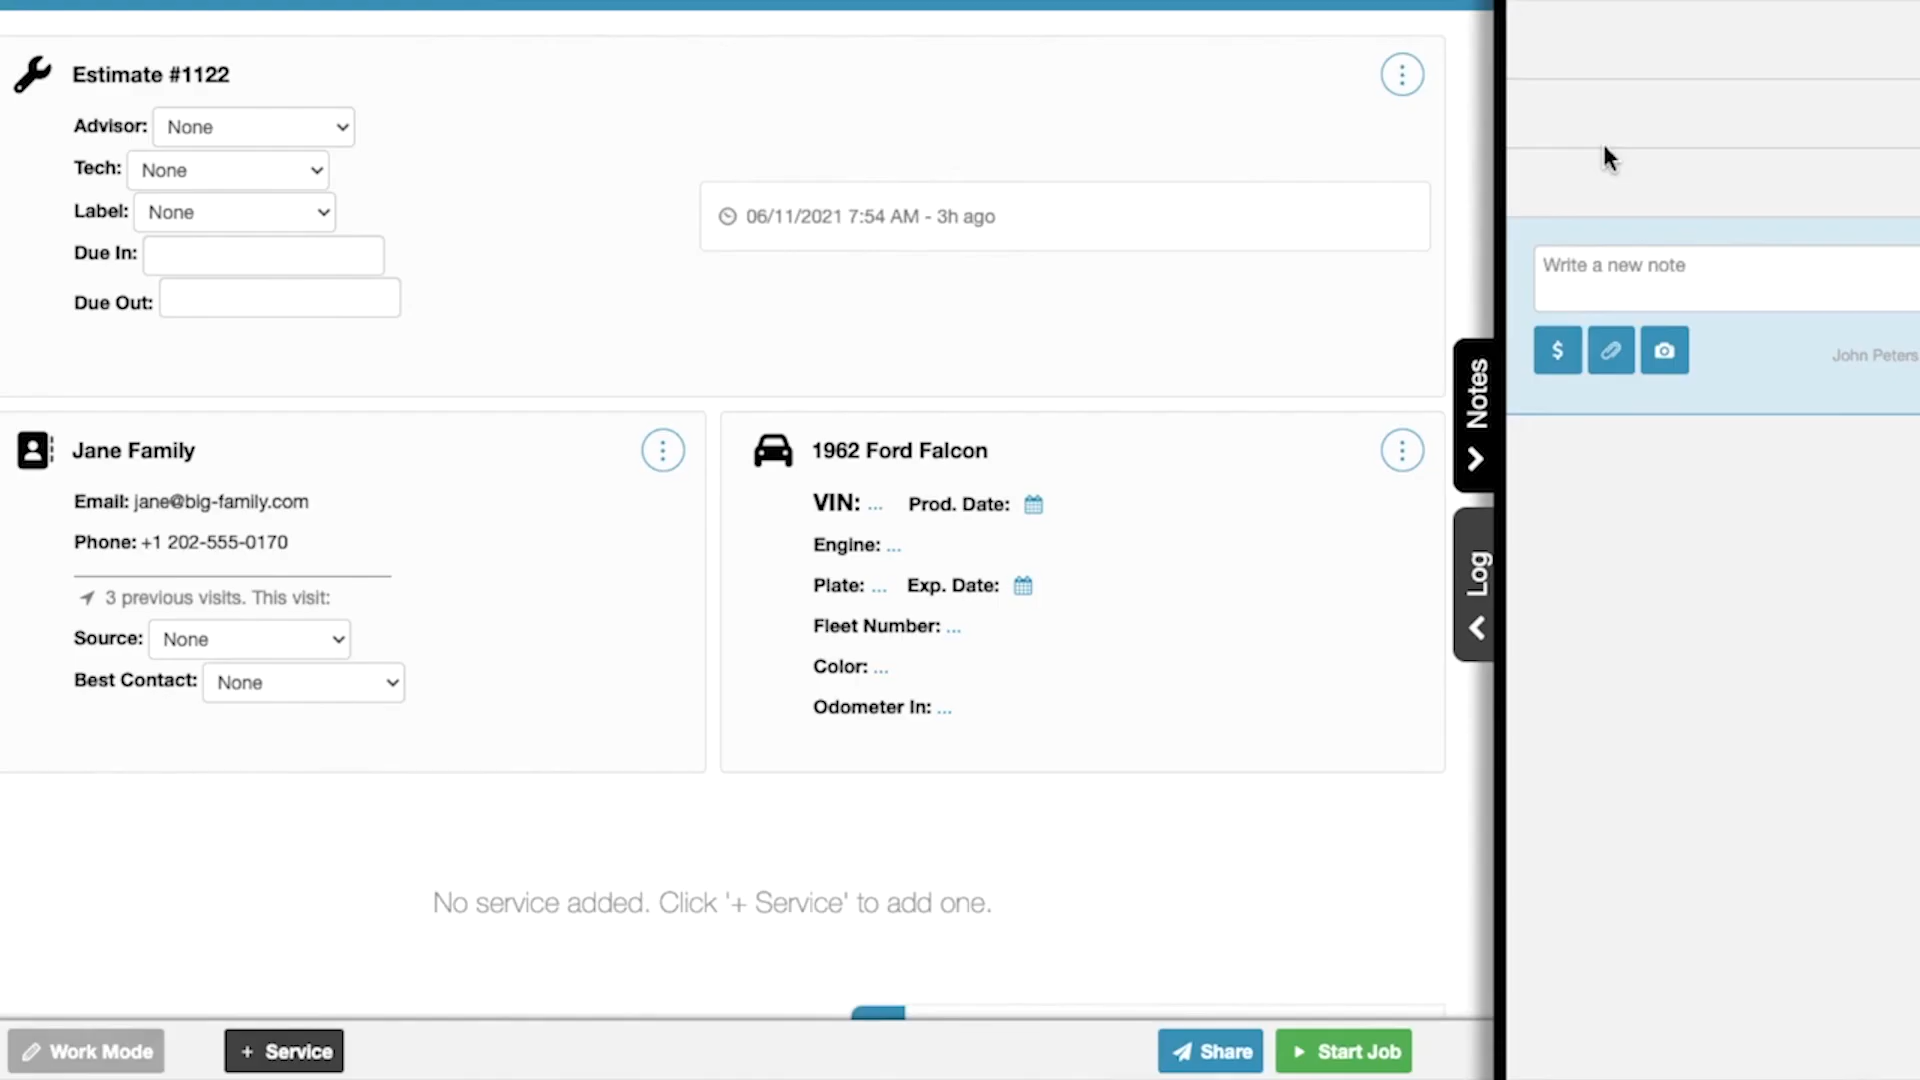 Estimate #1122
Advisor: None
Tech: None
Label: None
Due In:
Due Out:
06/11/2021 7:54 AM - 3h ago
Jane Family
Email: jane@big-family.com
Phone: +1 202-555-0170
3 previous visits. This visit:
Source: None
Best Contact: None
1962 Ford Falcon
VIN: ... Prod. Date:
Engine: ...
Plate: ... Exp. Date:
Fleet Number: ...
Color: ...
Odometer In: ...
No service added. Click '+ Service' to add one.
Work Mode
+ Service
Share
Start Job
Notes
Log
Write a new note
$
John Peters